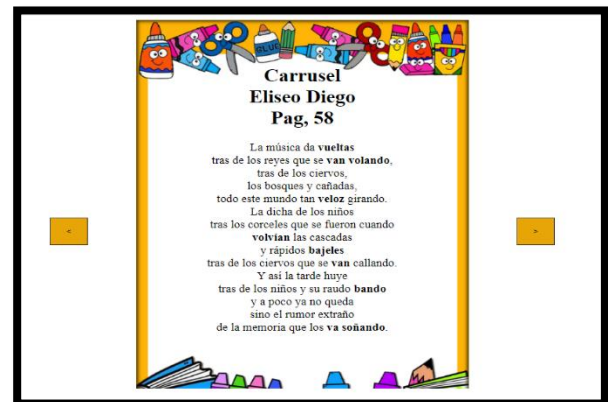 GLUE
Carrusel
Eliseo Diego
Pag, 58
La música da vueltas
tras de los reyes que se van volando,
tras de los ciervos,
los bosques y cañadas,
todo este mundo tan veloz girando.
La dicha de los niños
tras los corceles que se fueron cuando
volvían las cascadas
y rápidos bajeles
tras de los ciervos que se van callando.
Y así la tarde huye
tras de los niños y su raudo bando
y a poco ya no queda
sino el rumor extraño
de la memoria que los va soñando.
<
>